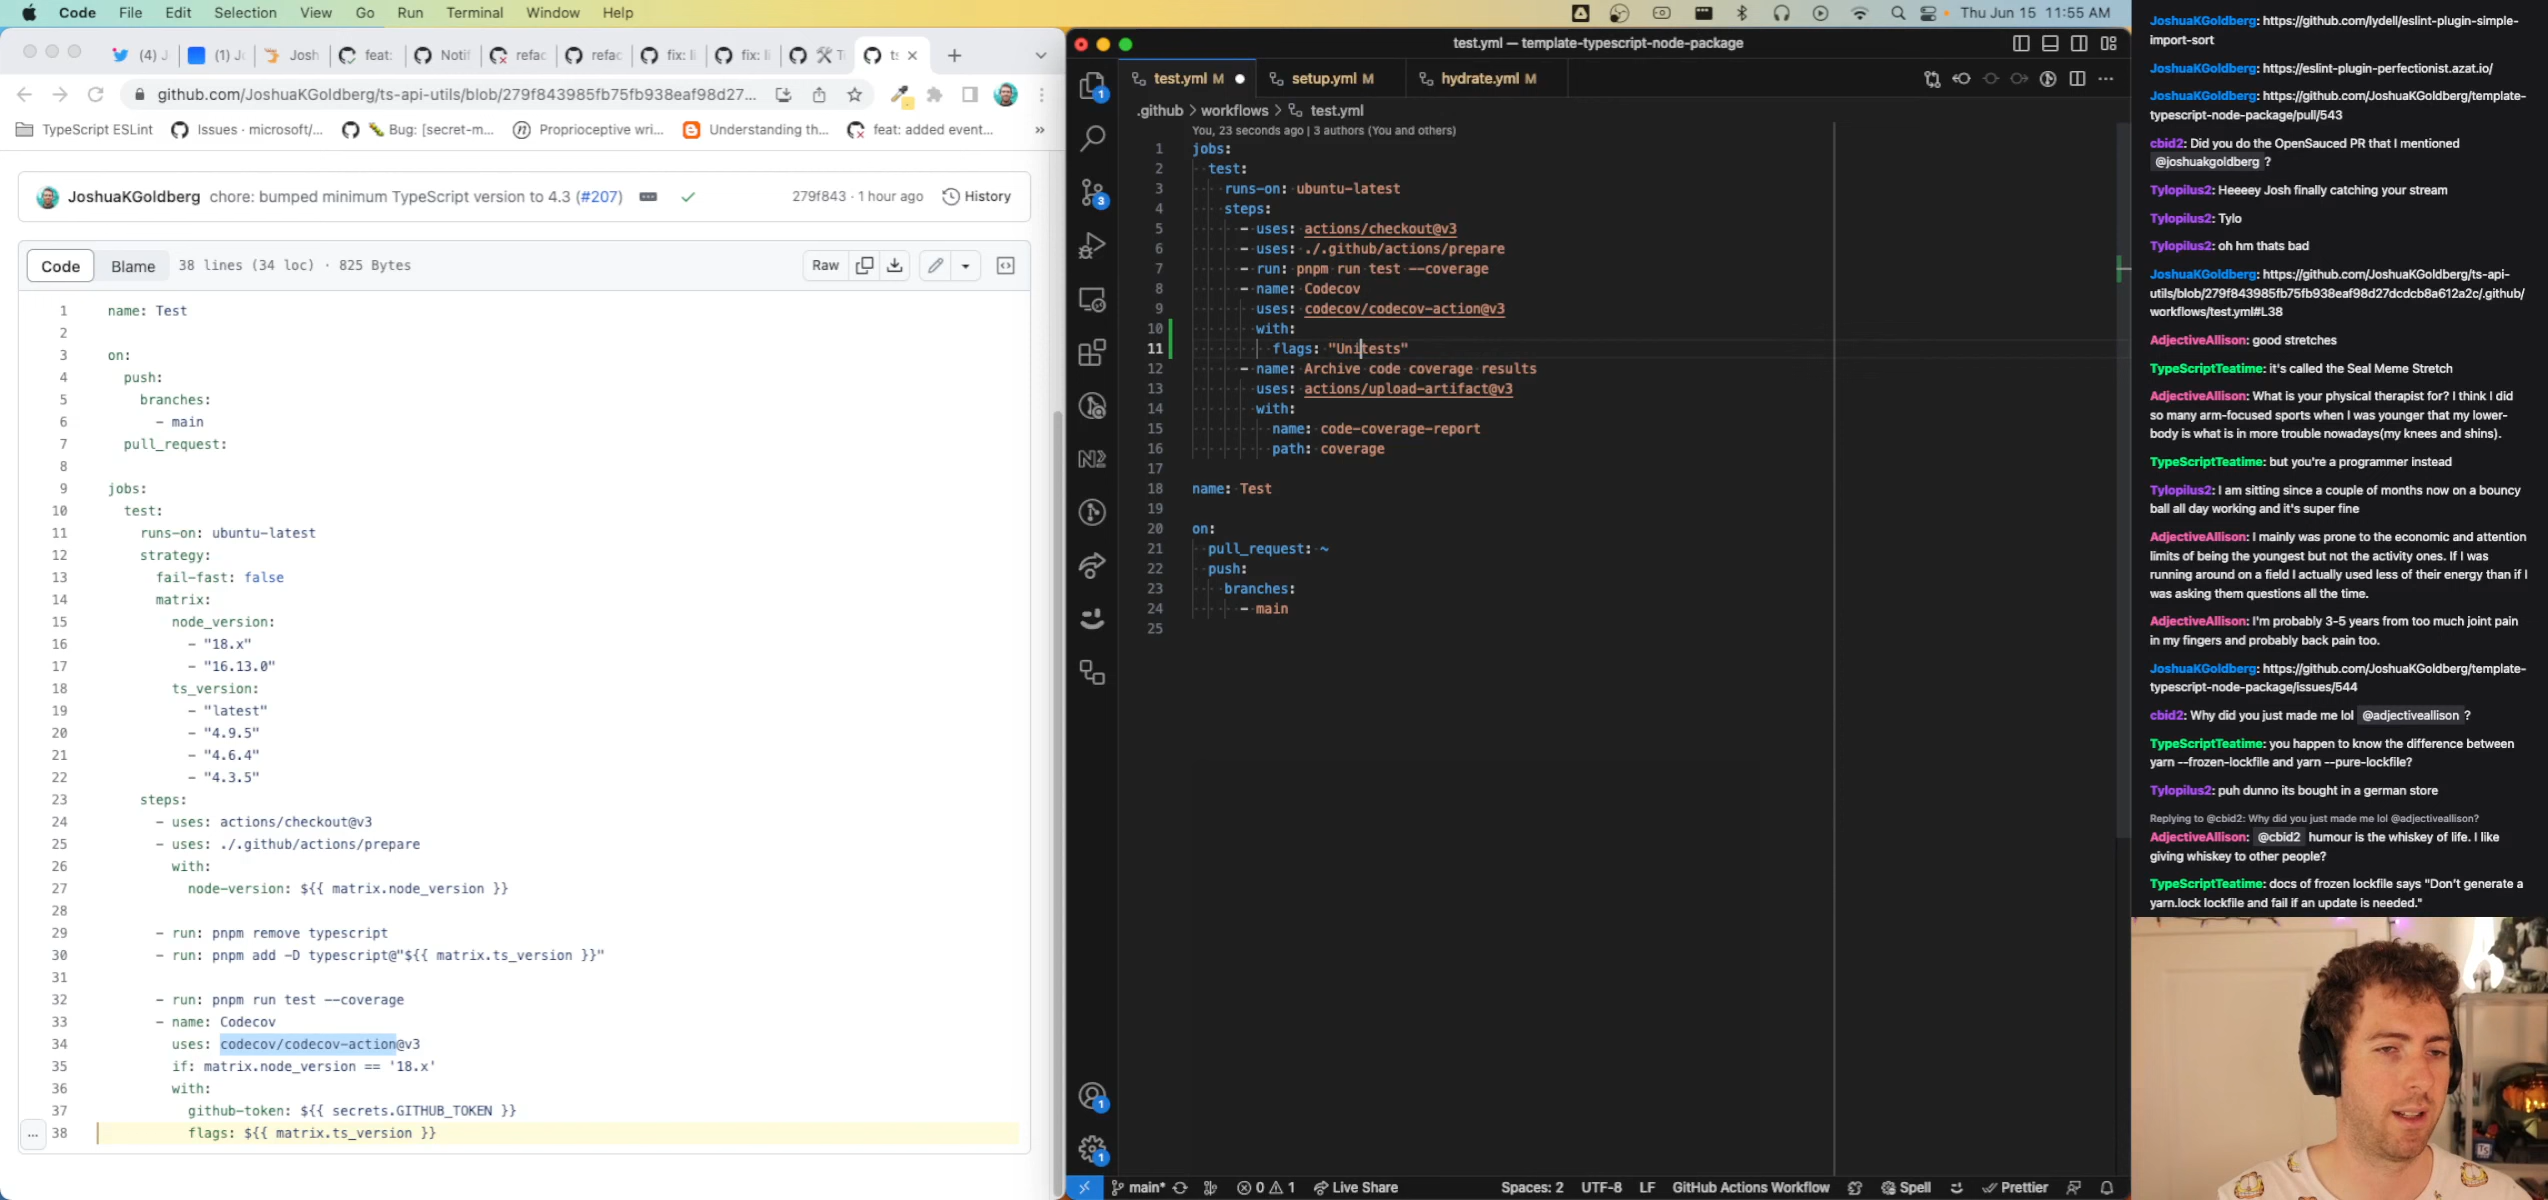 Code File Edit Selection View Go Run Terminal Window Help
Thu Jun 15 11:55 AM
(4) J
(1) Jc
Josh
feat:
Notif
refac
refac
fix: li
fix: li
ts
github.com/JoshuaKGoldberg/ts-api-utils/blob/279f843985fb75fb938eaf98d27...
TypeScript ESLint
Issues · microsoft/...
Bug: [secret-m...
Proprioceptive wri...
Understanding th...
feat: added event...
»
JoshuaKGoldberg chore: bumped minimum TypeScript version to 4.3 (#207)
279f843 · 1 hour ago
History
Code
Blame
38 lines (34 loc) · 825 Bytes
Raw
1 name: Test
2
3 on:
4 push:
5 branches:
6 - main
7 pull_request:
8
9 jobs:
10 test:
11 runs-on: ubuntu-latest
12 strategy:
13 fail-fast: false
14 matrix:
15 node_version:
16 - "18.x"
17 - "16.13.0"
18 ts_version:
19 - "latest"
20 - "4.9.5"
21 - "4.6.4"
22 - "4.3.5"
23 steps:
24 - uses: actions/checkout@v3
25 - uses: ./.github/actions/prepare
26 with:
27 node-version: ${{ matrix.node_version }}
28
29 - run: pnpm remove typescript
30 - run: pnpm add -D typescript@"${{ matrix.ts_version }}"
31
32 - run: pnpm run test --coverage
33 - name: Codecov
34 uses: codecov/codecov-action@v3
35 if: matrix.node_version == '18.x'
36 with:
37 github-token: ${{ secrets.GITHUB_TOKEN }}
38 flags: ${{ matrix.ts_version }}
test.yml — template-typescript-node-package
test.yml M
setup.yml M
hydrate.yml M
.github > workflows > test.yml
You, 23 seconds ago | 3 authors (You and others)
1 jobs:
2 test:
3 runs-on: ubuntu-latest
4 steps:
5 - uses: actions/checkout@v3
6 - uses: ./.github/actions/prepare
7 - run: pnpm run test --coverage
8 - name: Codecov
9 uses: codecov/codecov-action@v3
10 with:
11 flags: "Unitests"
12 - name: Archive code coverage results
13 uses: actions/upload-artifact@v3
14 with:
15 name: code-coverage-report
16 path: coverage
17
18 name: Test
19
20 on:
21 pull_request: ~
22 push:
23 branches:
24 - main
25
1
3
1
1
main*
0
1
Live Share
Spaces: 2
UTF-8
LF
GitHub Actions Workflow
Spell
Prettier
JoshuaKGoldberg: https://github.com/lydell/eslint-plugin-simple-
import-sort
JoshuaKGoldberg: https://eslint-plugin-perfectionist.azat.io/
JoshuaKGoldberg: https://github.com/JoshuaKGoldberg/template-
typescript-node-package/pull/543
cbid2: Did you do the OpenSauced PR that I mentioned
@joshuakgoldberg ?
Tylopilus2: Heeeey Josh finally catching your stream
Tylopilus2: Tylo
Tylopilus2: oh hm thats bad
JoshuaKGoldberg: https://github.com/JoshuaKGoldberg/ts-api-
utils/blob/279f843985fb75fb938eaf98d27dcdcb8a612a2c/.github/
workflows/test.yml#L38
AdjectiveAllison: good stretches
TypeScriptTeatime: it's called the Seal Meme Stretch
AdjectiveAllison: What is your physical therapist for? I think I did
so many arm-focused sports when I was younger that my lower-
body is what is in more trouble nowadays(my knees and shins).
TypeScriptTeatime: but you're a programmer instead
Tylopilus2: I am sitting since a couple of months now on a bouncy
ball all day working and it's super fine
AdjectiveAllison: I mainly was prone to the economic and attention
limits of being the youngest but not the activity ones. If I was
running around on a field I actually used less of their energy than if I
was asking them questions all the time.
AdjectiveAllison: I'm probably 3-5 years from too much joint pain
in my fingers and probably back pain too.
JoshuaKGoldberg: https://github.com/JoshuaKGoldberg/template-
typescript-node-package/issues/544
cbid2: Why did you just made me lol @adjectiveallison ?
TypeScriptTeatime: you happen to know the difference between
yarn --frozen-lockfile and yarn --pure-lockfile?
Tylopilus2: puh dunno its bought in a german store
Replying to @cbid2: Why did you just made me lol @adjectiveallison?
AdjectiveAllison: @cbid2 humour is the whiskey of life. I like
giving whiskey to other people?
TypeScriptTeatime: docs of frozen lockfile says "Don't generate a
yarn.lock lockfile and fail if an update is needed."